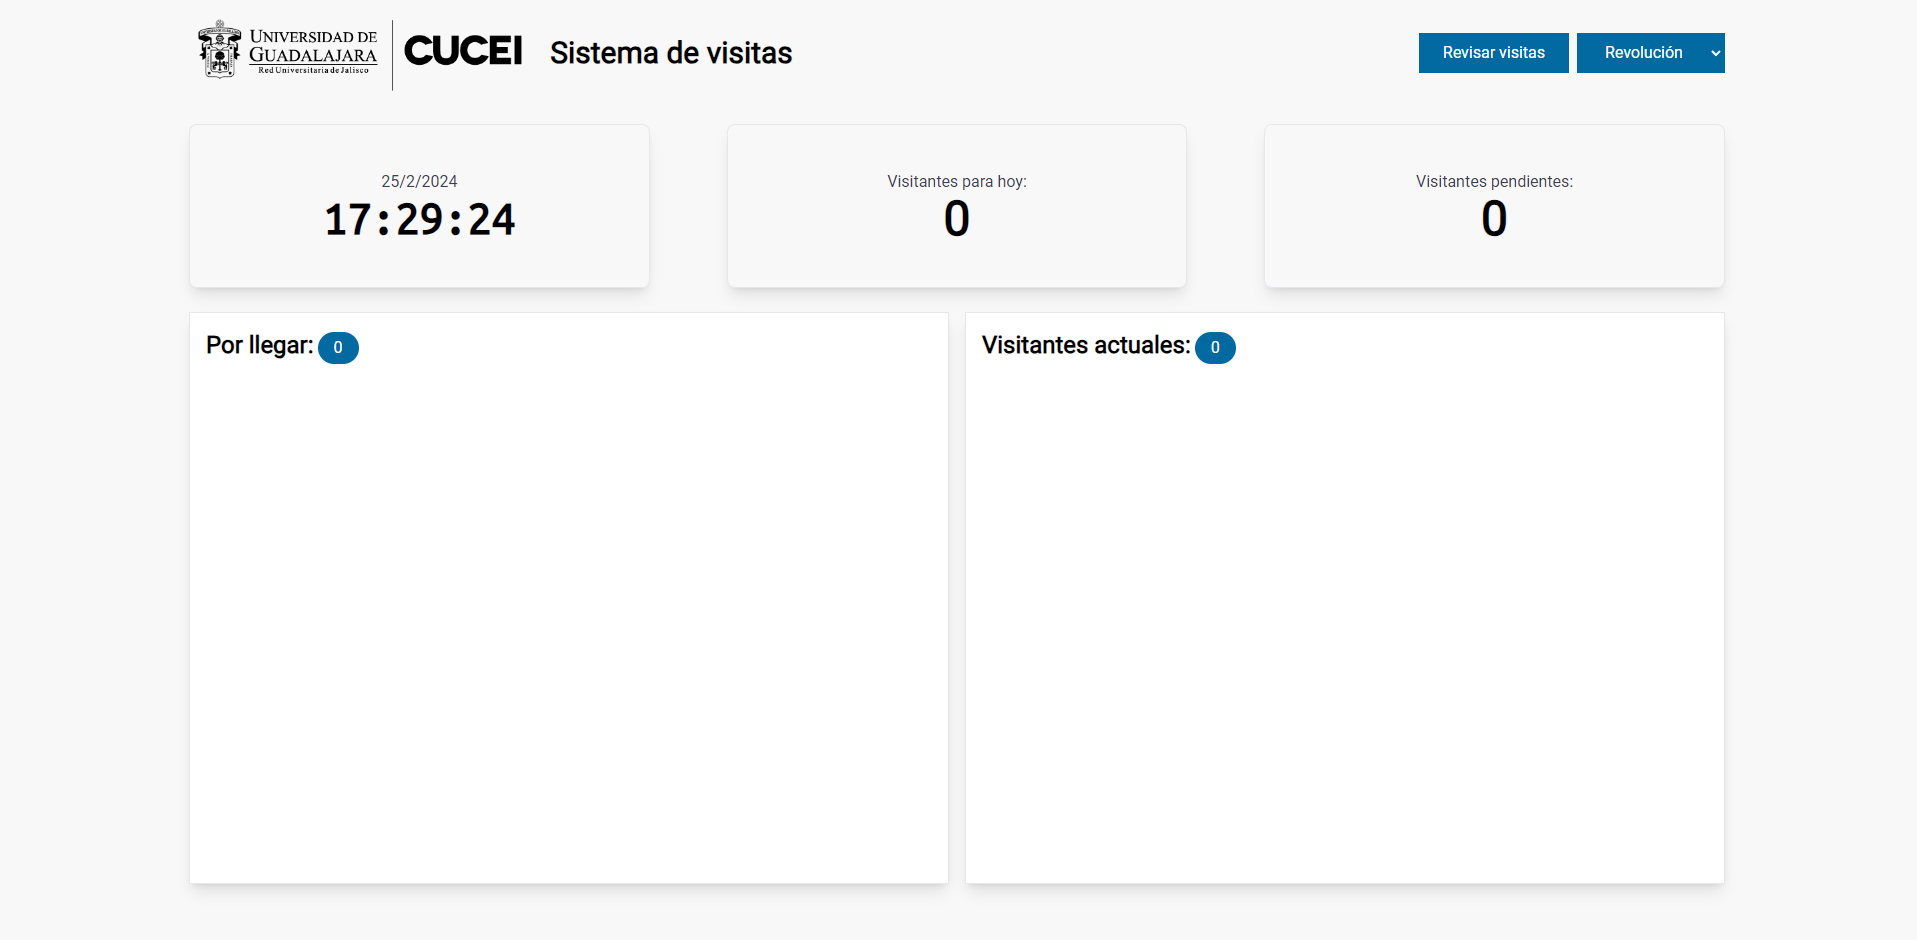 UNIVERSIDAD DE
GUADALAJARA
Red Universitaria de Jalisco
CUCEI
Sistema de visitas
Revisar visitas
Revolución
25/2/2024
17:29:24
Visitantes para hoy:
0
Visitantes pendientes:
0
Por llegar: 0
Visitantes actuales: 0